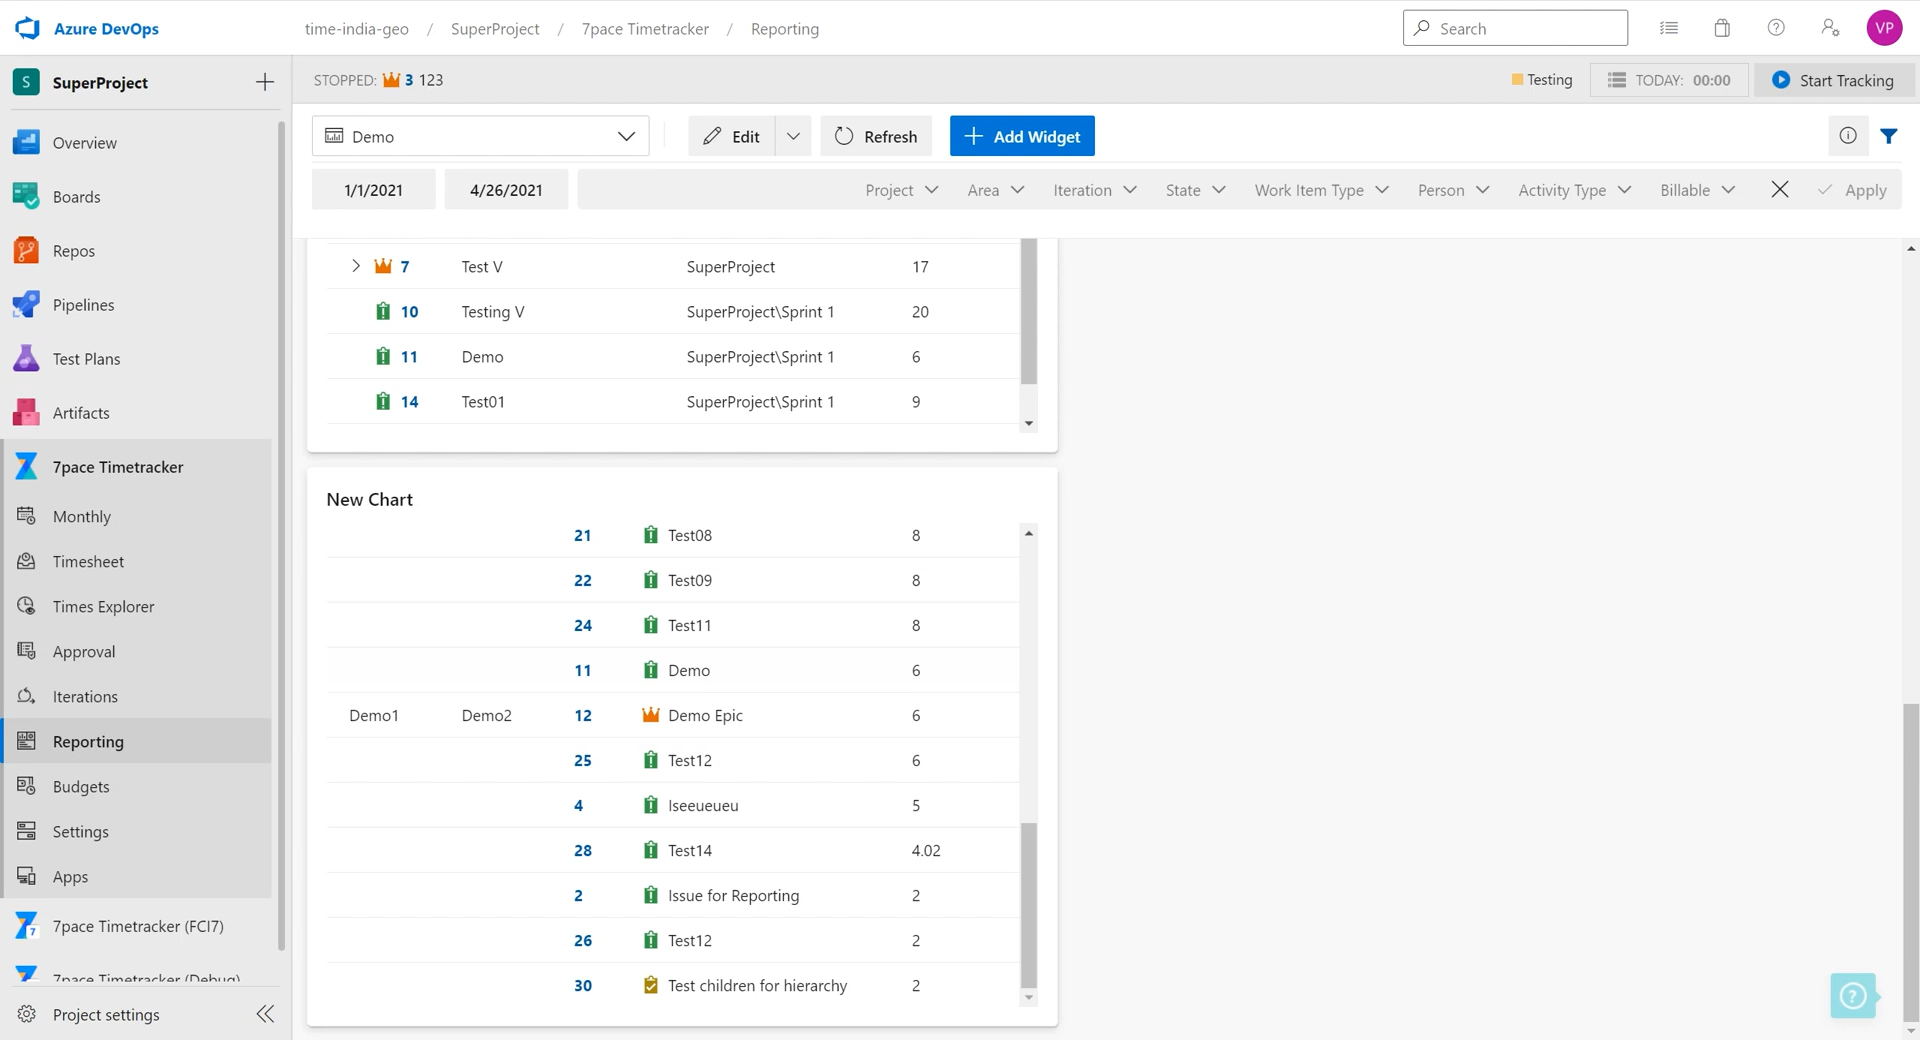 Azure DevOps
time-india-geo / SuperProject / 7pace Timetracker / Reporting
Search
VP
S SuperProject
Overview
Boards
Repos
Pipelines
Test Plans
Artifacts
7pace Timetracker
Monthly
Timesheet
Times Explorer
Approval
Iterations
Reporting
Budgets
Settings
Apps
7 7pace Timetracker (FCI7)
7pace Timetracker (Debug)
Project settings
STOPPED: 3 123
Testing
TODAY: 00:00
Start Tracking
Demo
Edit
Refresh
Add Widget
1/1/2021 4/26/2021 Project Area Iteration State Work Item Type Person Activity Type Billable Apply
7 Test V SuperProject 17
10 Testing V SuperProject\Sprint 1 20
11 Demo SuperProject\Sprint 1 6
14 Test01 SuperProject\Sprint 1 9
New Chart
21 Test08 8
22 Test09 8
24 Test11 8
11 Demo 6
Demo1 Demo2 12 Demo Epic 6
25 Test12 6
4 Iseeueueu 5
28 Test14 4.02
2 Issue for Reporting 2
26 Test12 2
30 Test children for hierarchy 2